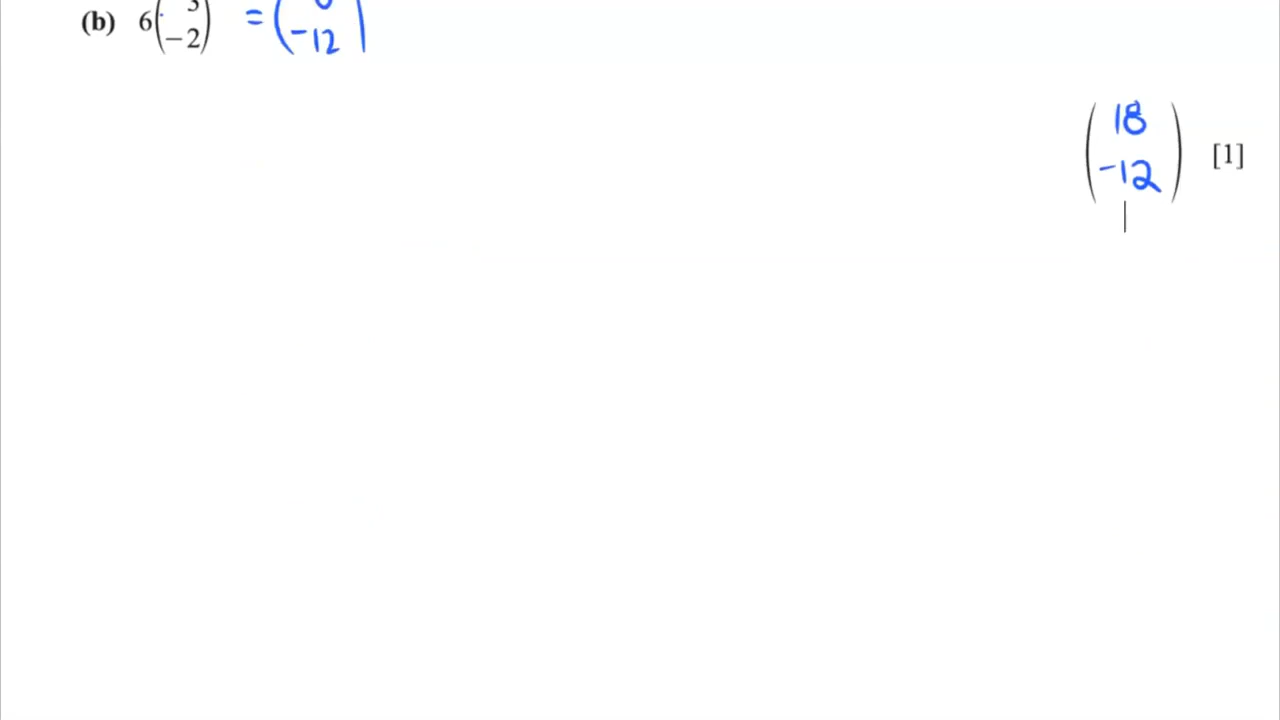 (b) 6( 3
-2) = (
-12
18
-12
[1]